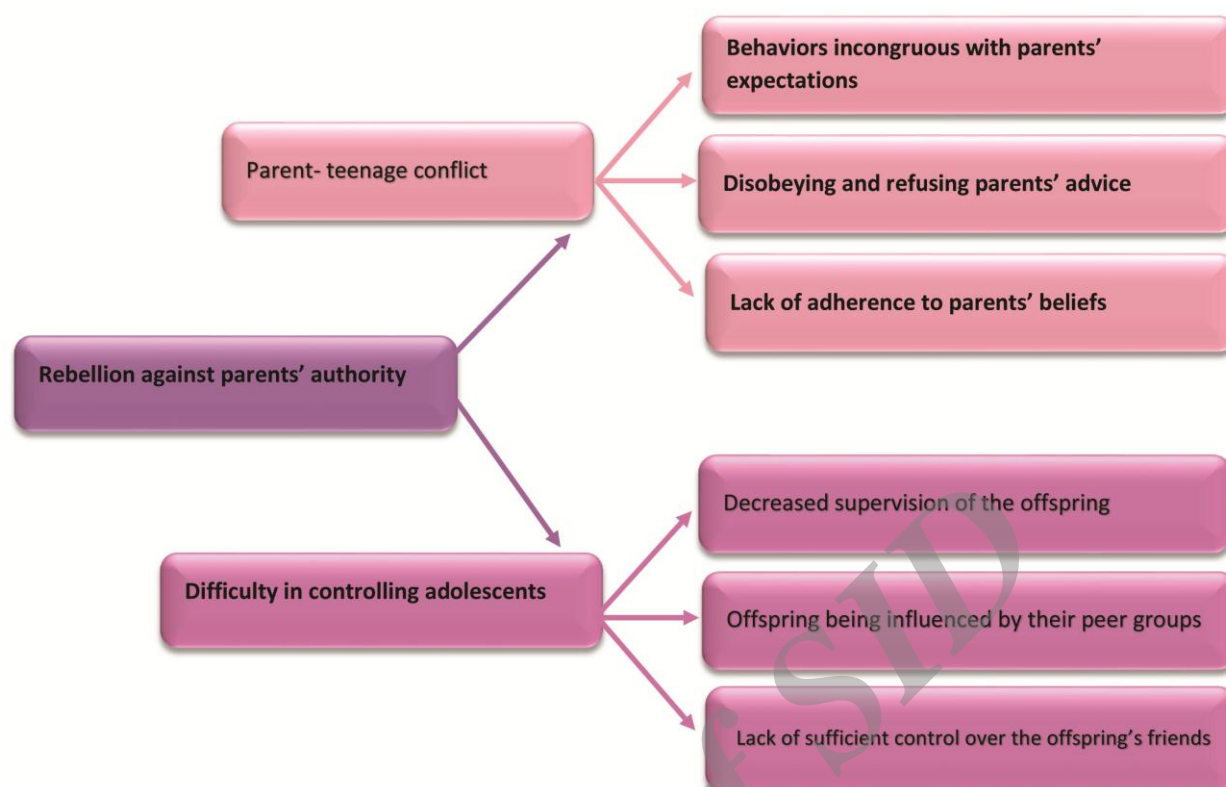 Behaviors incongruous with parents’
expectations
Parent- teenage conflict
Disobeying and refusing parents’ advice
Lack of adherence to parents’ beliefs
Rebellion against parents’ authority
Decreased supervision of the offspring
Difficulty in controlling adolescents
Offspring being influenced by their peer groups
Lack of sufficient control over the offspring’s friends
f SID